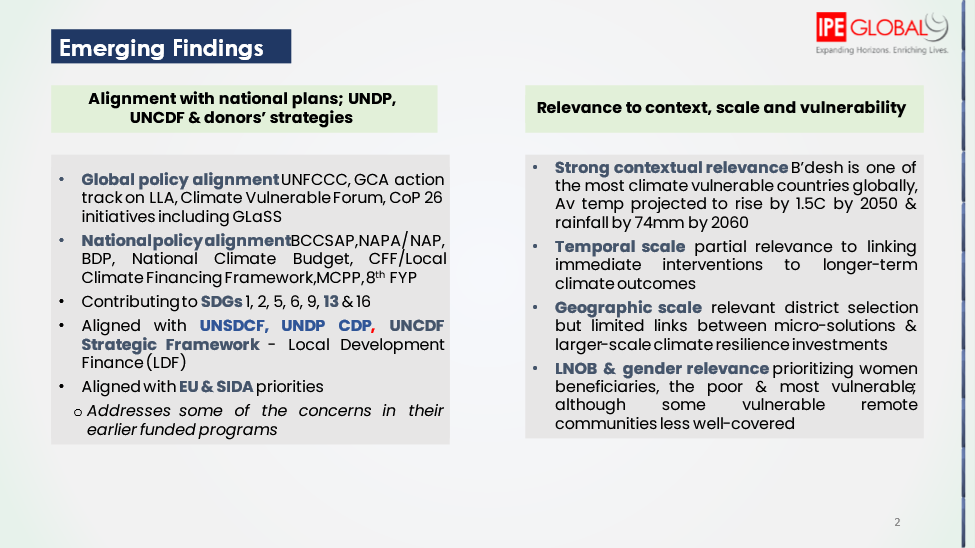 Emerging Findings
IPE GLOBAL
Expanding Horizons. Enriching Lives.
Alignment with national plans; UNDP,
UNCDF & donors’ strategies
• Global policy alignment UNFCCC, GCA action
track on LLA, Climate Vulnerable Forum, CoP 26
initiatives including GLaSS
• National policy alignment BCCSAP, NAPA/ NAP,
BDP, National Climate Budget, CFF/Local
Climate Financing Framework, MCPP, 8th FYP
• Contributing to SDGs 1, 2, 5, 6, 9, 13 & 16
• Aligned with UNSDCF, UNDP CDP, UNCDF
Strategic Framework - Local Development
Finance (LDF)
• Aligned with EU & SIDA priorities
o Addresses some of the concerns in their
earlier funded programs
Relevance to context, scale and vulnerability
• Strong contextual relevance B’desh is one of
the most climate vulnerable countries globally,
Av temp projected to rise by 1.5C by 2050 &
rainfall by 74mm by 2060
• Temporal scale partial relevance to linking
immediate interventions to longer-term
climate outcomes
• Geographic scale relevant district selection
but limited links between micro-solutions &
larger-scale climate resilience investments
• LNOB & gender relevance prioritizing women
beneficiaries, the poor & most vulnerable;
although some vulnerable remote
communities less well-covered
2